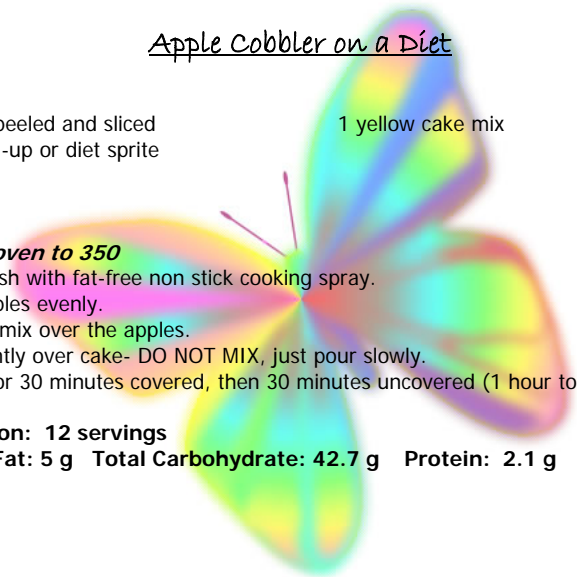 Apple Cobbler on a Diet
peeled and sliced 1 yellow cake mix
-up or diet sprite
oven to 350
sh with fat-free non stick cooking spray.
ples evenly.
mix over the apples.
ntly over cake- DO NOT MIX, just pour slowly.
or 30 minutes covered, then 30 minutes uncovered (1 hour to
on: 12 servings
Fat: 5 g Total Carbohydrate: 42.7 g Protein: 2.1 g